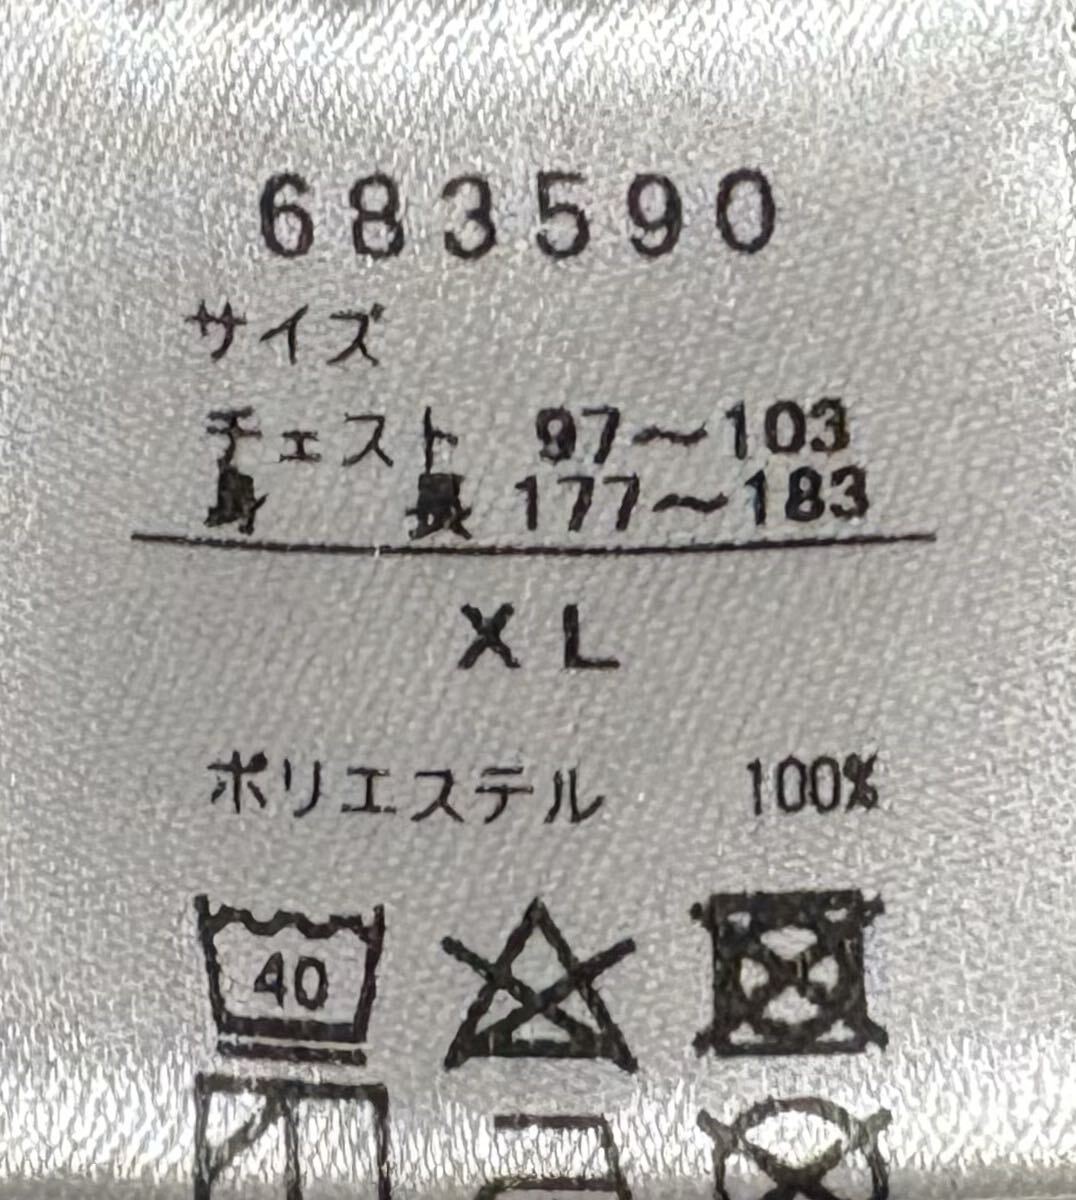 683590
サイズ
チェスト 97～103
身長 177～183
XL
ポリエステル 100%
40